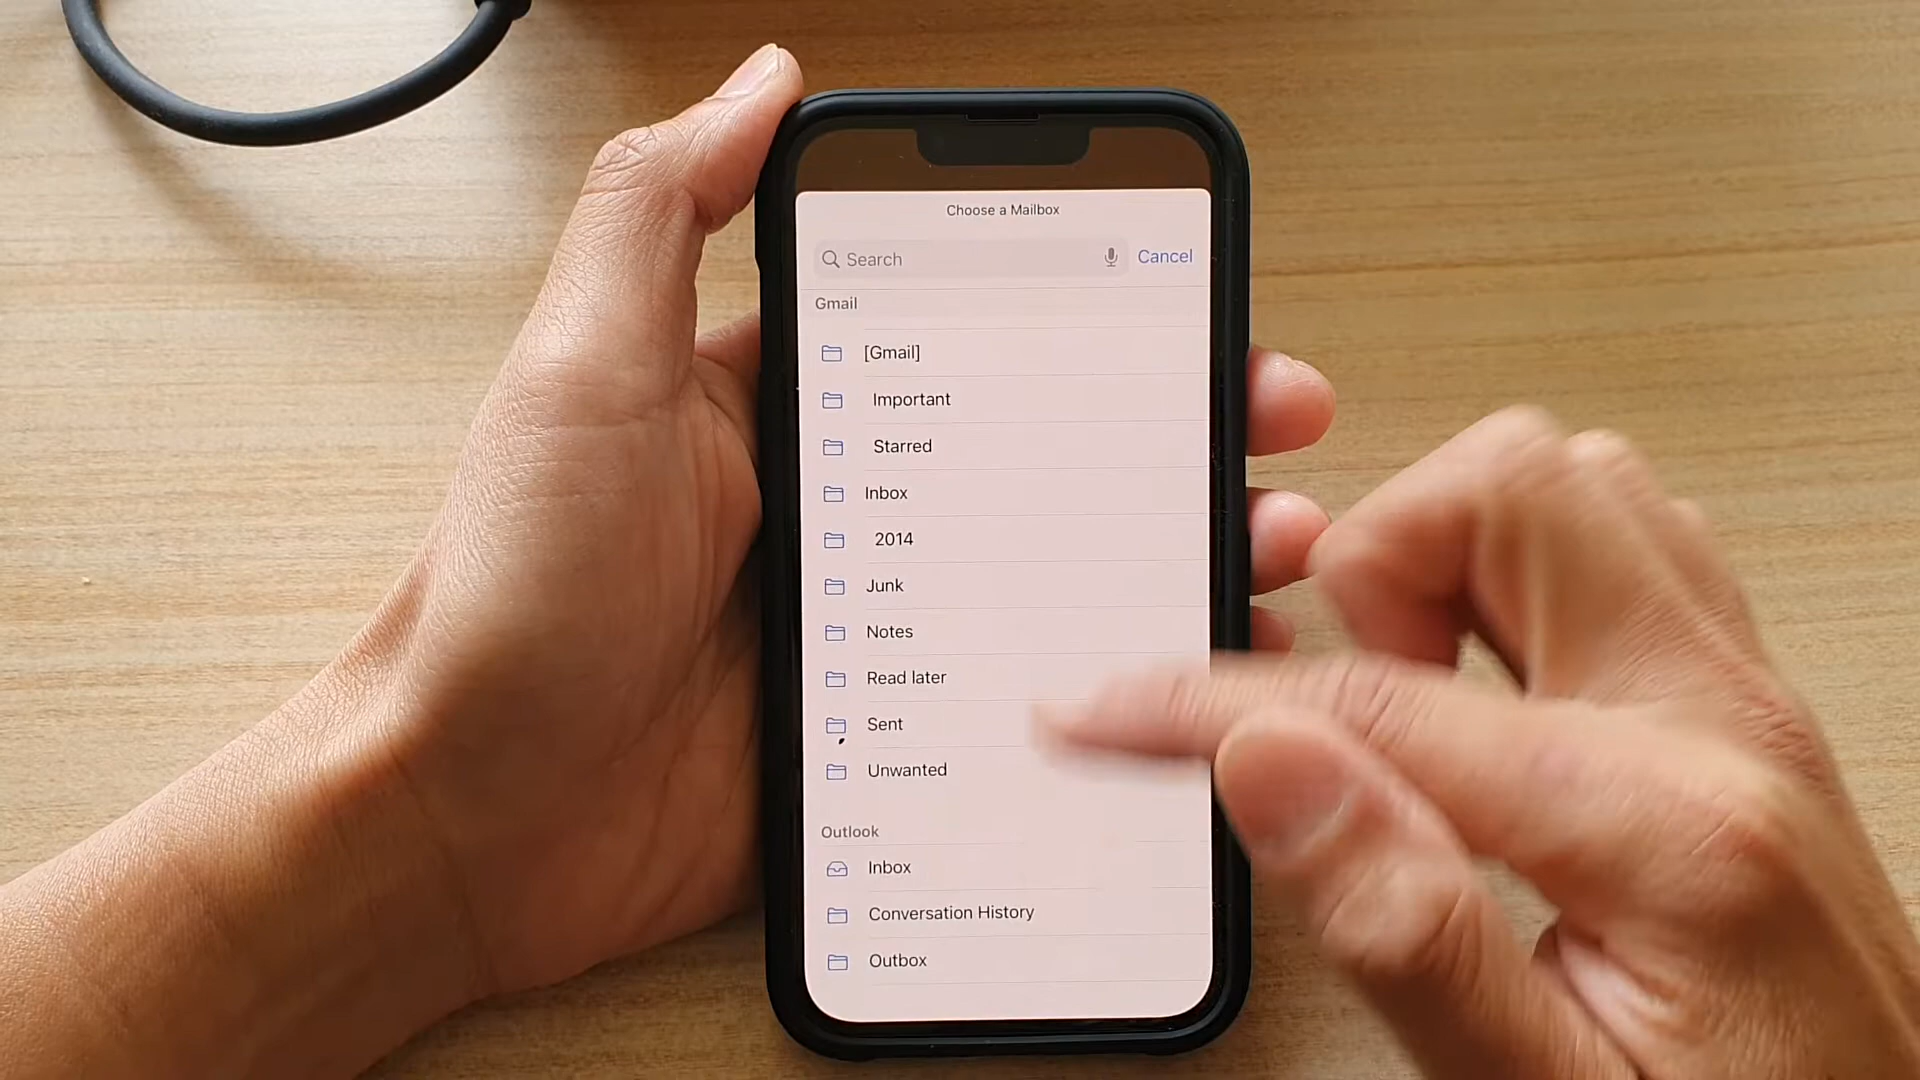 Choose a Mailbox
Search
Cancel
Gmail
[Gmail]
Important
Starred
Inbox
2014
Junk
Notes
Read later
Sent
Unwanted
Outlook
Inbox
Conversation History
Outbox